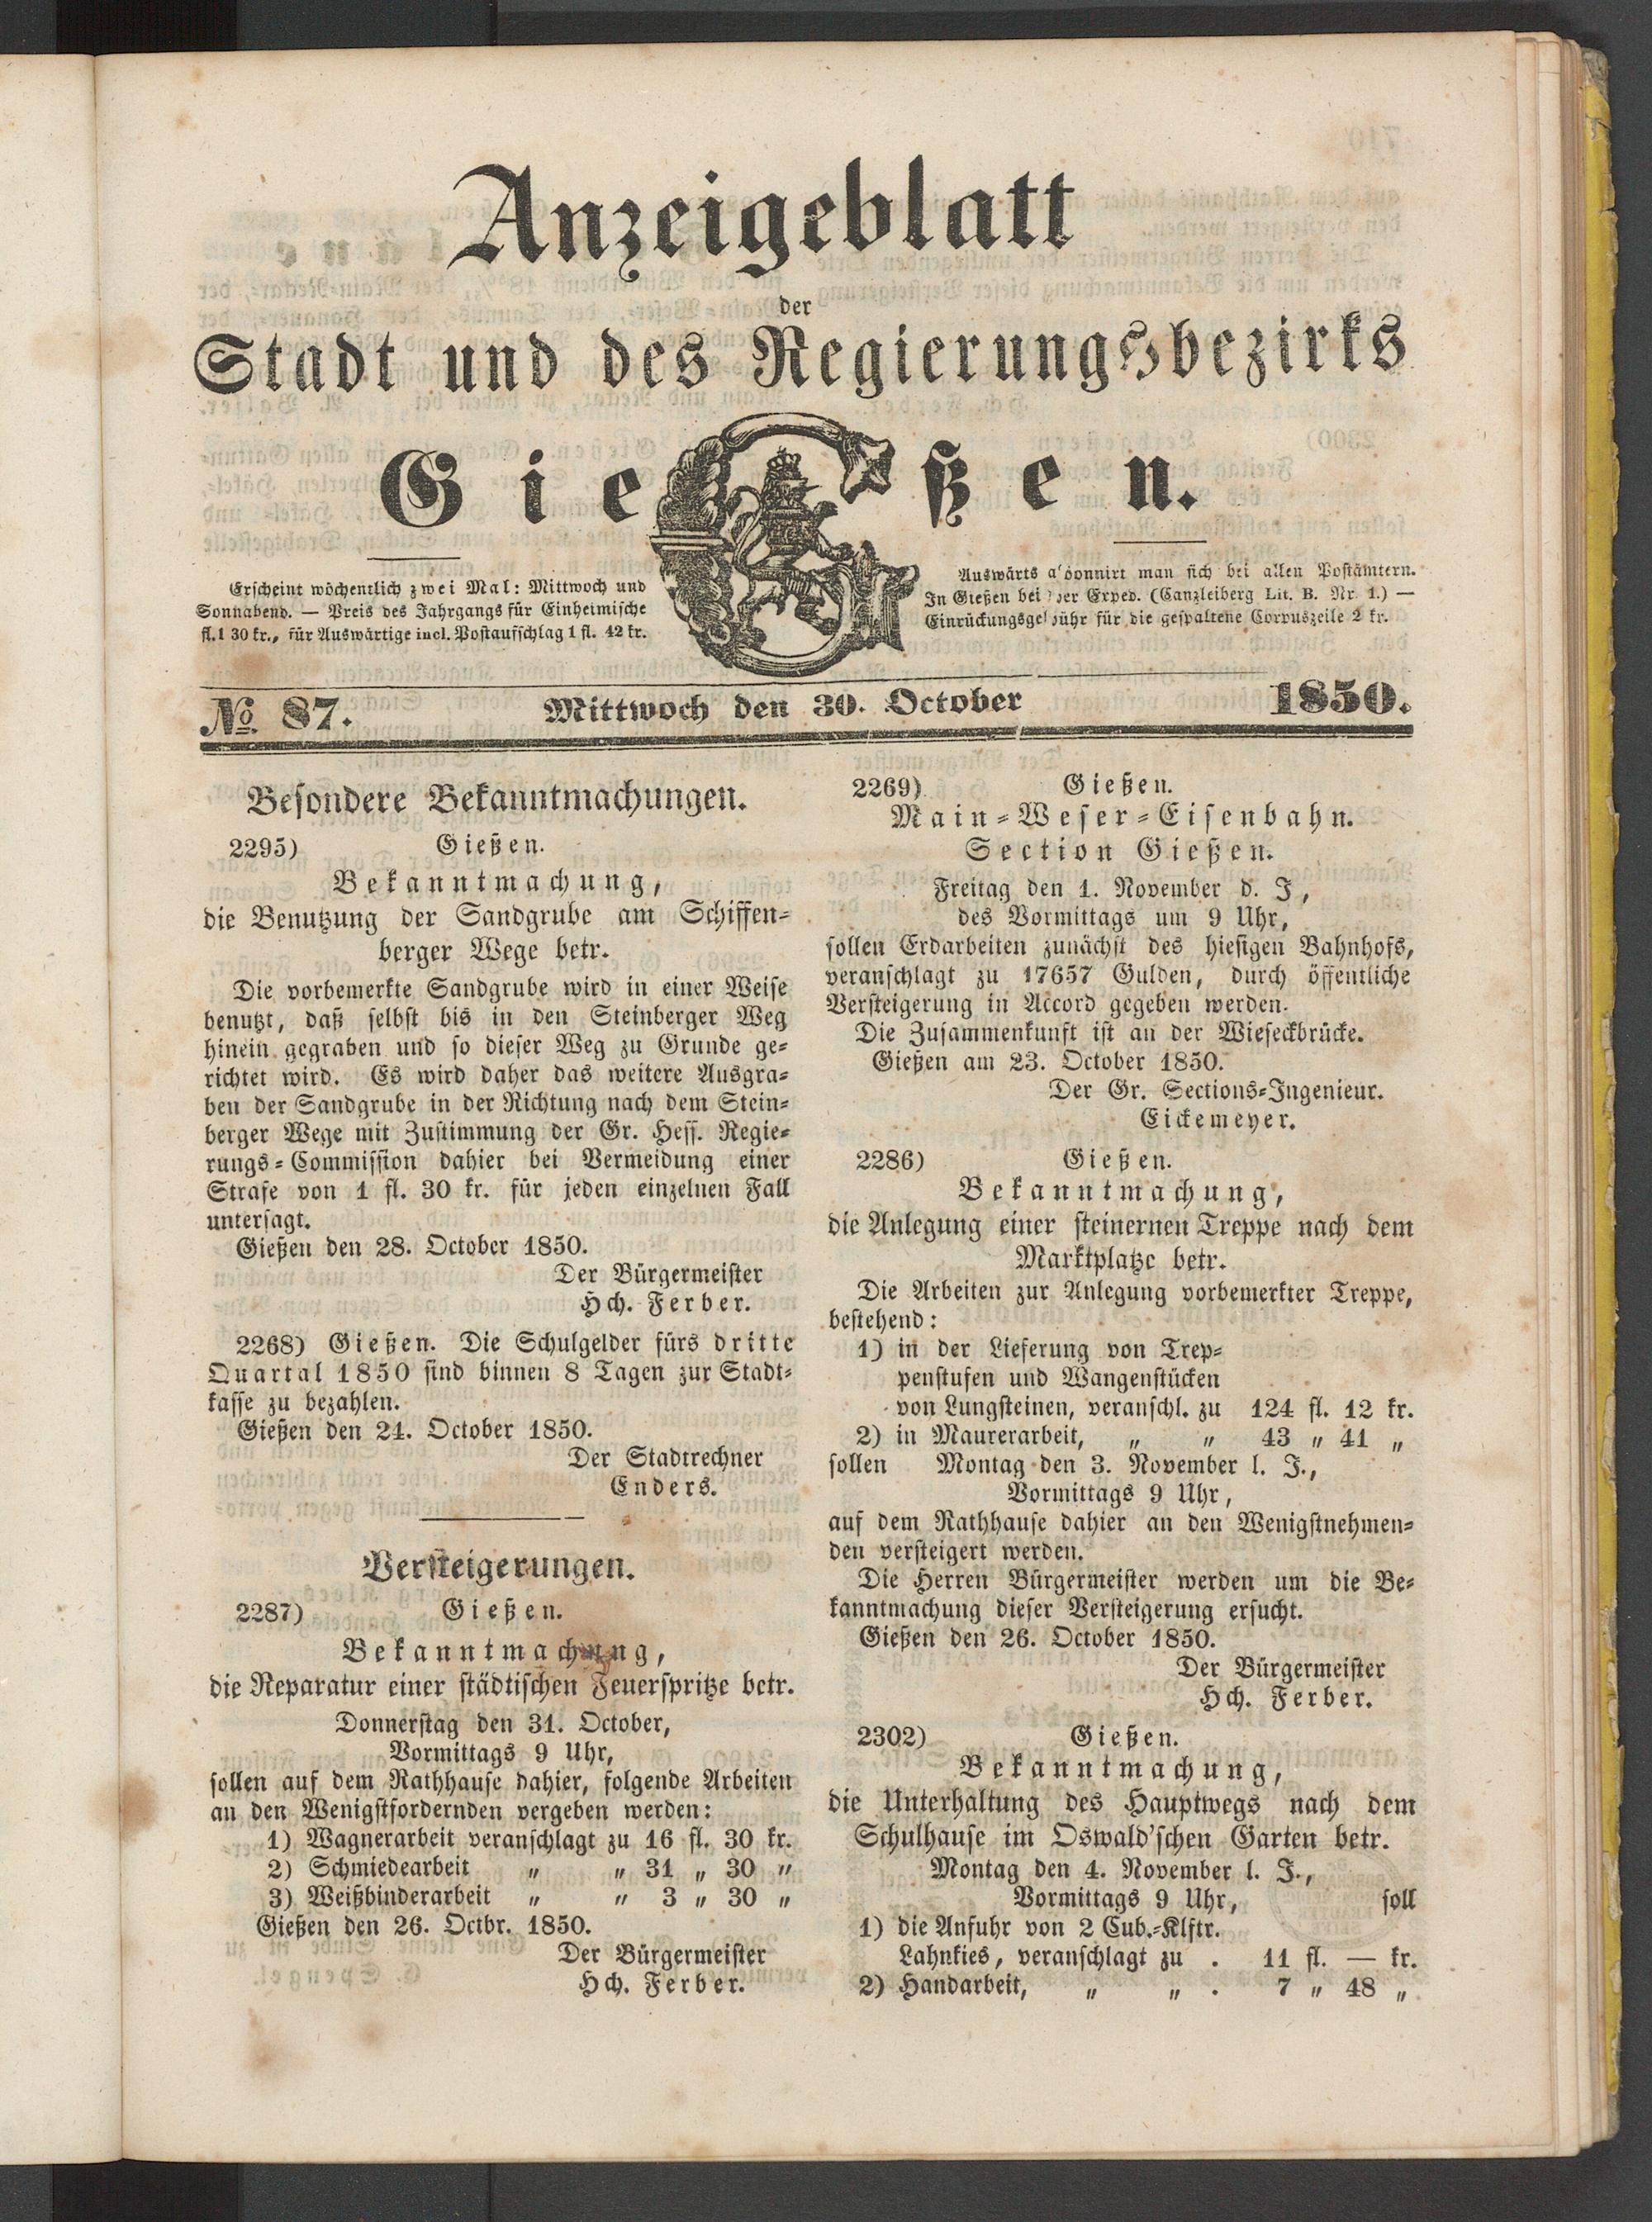 Anzeigeblatt
der
Stadt und des Regierungsbezirks
Gießen.
Erscheint wöchentlich zwei Mal: Mittwoch und
Sonnabend. — Preis des Jahrgangs für Einheimische
fl. 1 30 kr., für Auswärtige incl. Postaufschlag 1 fl. 42 kr.
Auswärts abonnirt man sich bei allen Postämtern.
In Gießen bei der Exped. (Canzleiberg Lit. B. Nr. 1.) —
Einrückungsgebühr für die gespaltene Corpuszeile 2 kr.
No. 87. Mittwoch den 30. October 1850.
Besondere Bekanntmachungen.
2295) Gießen.
Bekanntmachung,
die Benutzung der Sandgrube am Schiffen-
berger Wege betr.
Die vorbemerkte Sandgrube wird in einer Weise
benutzt, daß selbst bis in den Steinberger Weg
hinein gegraben und so dieser Weg zu Grunde ge-
richtet wird. Es wird daher das weitere Ausgra-
ben der Sandgrube in der Richtung nach dem Stein-
berger Wege mit Zustimmung der Gr. Hess. Regie-
rungs-Commission dahier bei Vermeidung einer
Strafe von 1 fl. 30 kr. für jeden einzelnen Fall
untersagt.
Gießen den 28. October 1850.
Der Bürgermeister
Hch. Ferber.
2268) Gießen. Die Schulgelder fürs dritte
Quartal 1850 sind binnen 8 Tagen zur Stadt-
kasse zu bezahlen.
Gießen den 24. October 1850.
Der Stadtrechner
Enders.
Versteigerungen.
2287) Gießen.
Bekanntmachung,
die Reparatur einer städtischen Feuerspritze betr.
Donnerstag den 31. October,
Vormittags 9 Uhr,
sollen auf dem Rathhause dahier, folgende Arbeiten
an den Wenigstfordernden vergeben werden:
1) Wagnerarbeit veranschlagt zu 16 fl. 30 kr.
2) Schmiedearbeit " " 31 " 30 "
3) Weißbinderarbeit " " 3 " 30 "
Gießen den 26. Octbr. 1850.
Der Bürgermeister
Hch. Ferber.
2269) Gießen.
Main-Weser-Eisenbahn.
Section Gießen.
Freitag den 1. November d. J,
des Vormittags um 9 Uhr,
sollen Erdarbeiten zunächst des hiesigen Bahnhofs,
veranschlagt zu 17657 Gulden, durch öffentliche
Versteigerung in Accord gegeben werden.
Die Zusammenkunft ist an der Wieseckbrücke.
Gießen am 23. October 1850.
Der Gr. Sections-Ingenieur.
Eickemeyer.
2286) Gießen.
Bekanntmachung,
die Anlegung einer steinernen Treppe nach dem
Marktplatze betr.
Die Arbeiten zur Anlegung vorbemerkter Treppe,
bestehend:
1) in der Lieferung von Trep-
penstufen und Wangenstücken
von Lungsteinen, veranschl. zu 124 fl. 12 kr.
2) in Maurerarbeit, " " 43 " 41 "
sollen Montag den 3. November l. J.,
Vormittags 9 Uhr,
auf dem Rathhause dahier an den Wenigstnehmen-
den versteigert werden.
Die Herren Bürgermeister werden um die Be-
kanntmachung dieser Versteigerung ersucht.
Gießen den 26. October 1850.
Der Bürgermeister
Hch. Ferber.
2302) Gießen.
Bekanntmachung,
die Unterhaltung des Hauptwegs nach dem
Schulhause im Oswald'schen Garten betr.
Montag den 4. November l. J.,
Vormittags 9 Uhr, soll
1) die Anfuhr von 2 Cub.-Klftr.
Lahnkies, veranschlagt zu . 11 fl. — kr.
2) Handarbeit, " " . 7 " 48 "